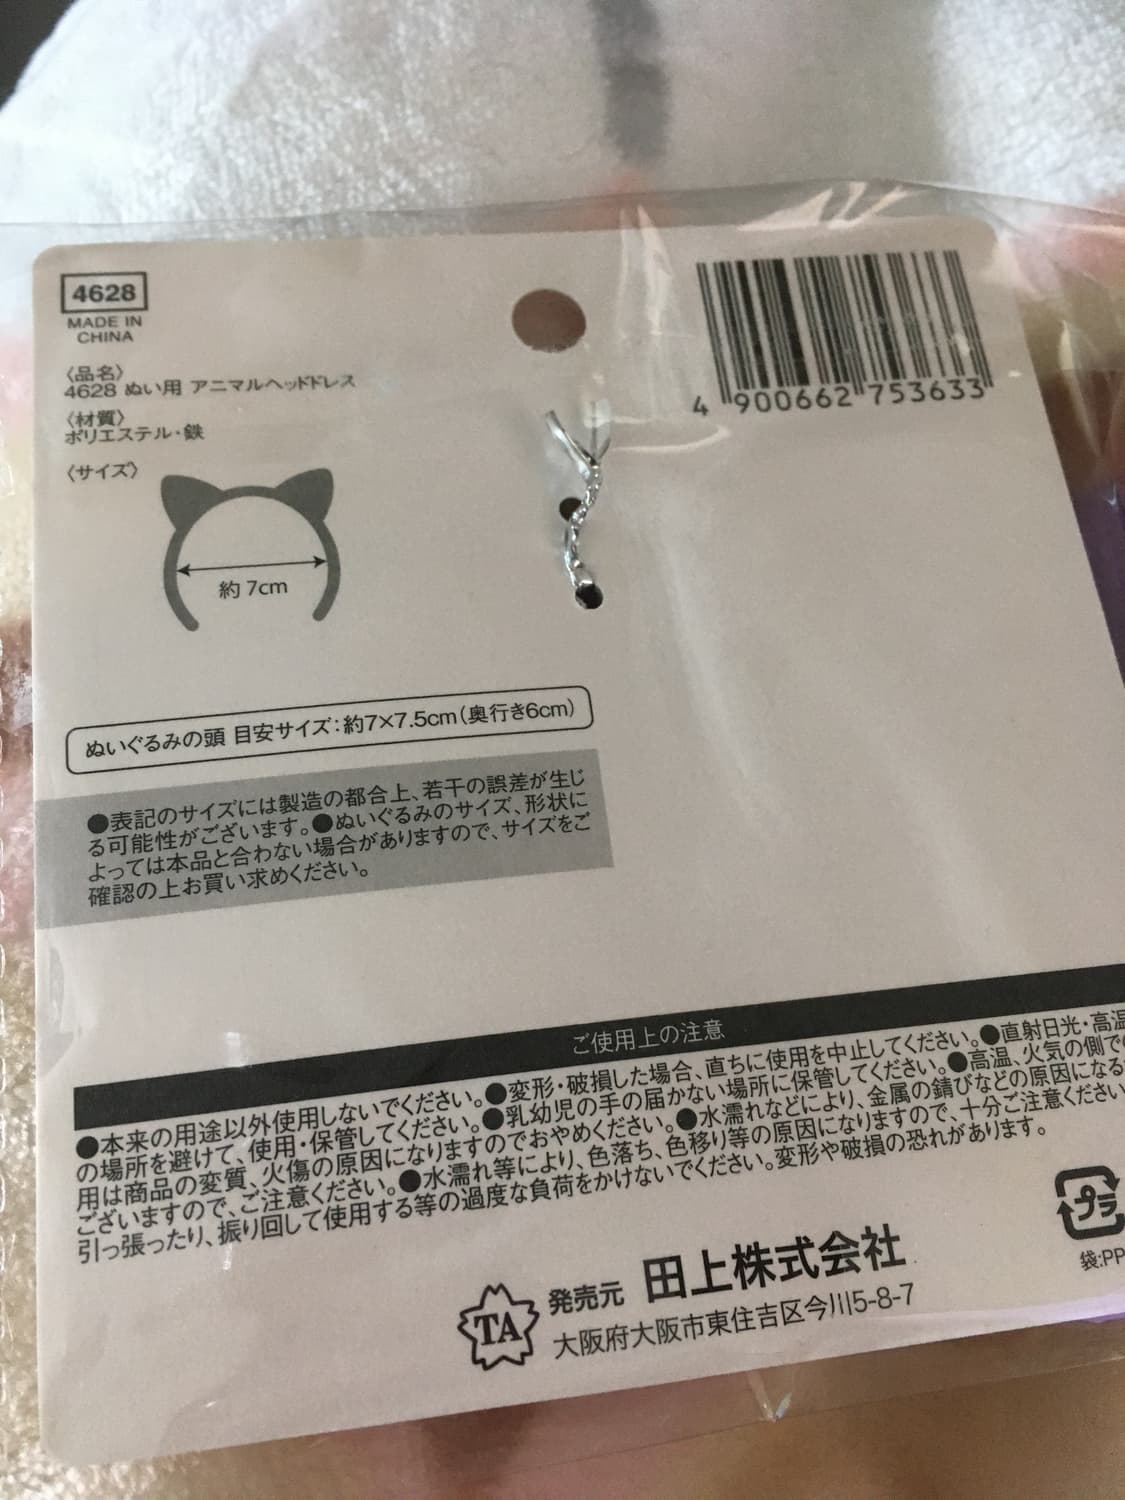 4628
MADE IN
CHINA
〈品名〉
4628 ぬい用 アニマルヘッドドレス
〈材質〉
ポリエステル・鉄
〈サイズ〉
約 7cm
4 900662 753633
ぬいぐるみの頭 目安サイズ：約7×7.5cm（奥行き6cm）
●表記のサイズには製造の都合上、若干の誤差が生じ
る可能性がございます。●ぬいぐるみのサイズ、形状に
よっては本品と合わない場合がありますので、サイズをご
確認の上お買い求めください。
ご使用上の注意
●本来の用途以外使用しないでください。●変形・破損した場合、直ちに使用を中止してください。●直射日光・高温
の場所を避けて、使用・保管してください。●乳幼児の手の届かない場所に保管してください。●高温、火気の側での
用は商品の変質、火傷の原因になりますのでおやめください。●水濡れなどにより、金属の錆びなどの原因になる
ございますので、ご注意ください。●水濡れ等により、色落ち、色移り等の原因になりますので、十分ご注意ください
引っ張ったり、振り回して使用する等の過度な負荷をかけないでください。変形や破損の恐れがあります。
プラ
袋:PP
TA
発売元 田上株式会社
大阪府大阪市東住吉区今川5-8-7